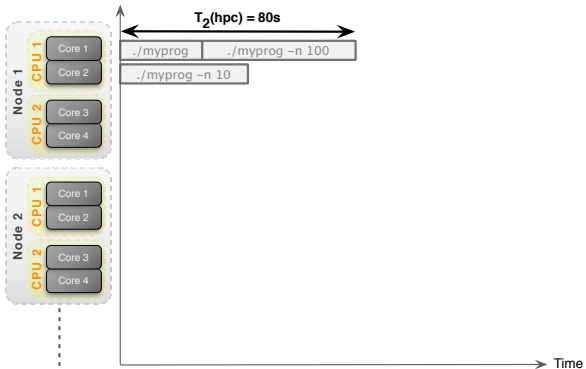 T2(hpc) = 80s
Node 1
CPU 1
Core 1
Core 2
./myprog
./myprog -n 100
./myprog -n 10
CPU 2
Core 3
Core 4
Node 2
CPU 1
Core 1
Core 2
CPU 2
Core 3
Core 4
Time